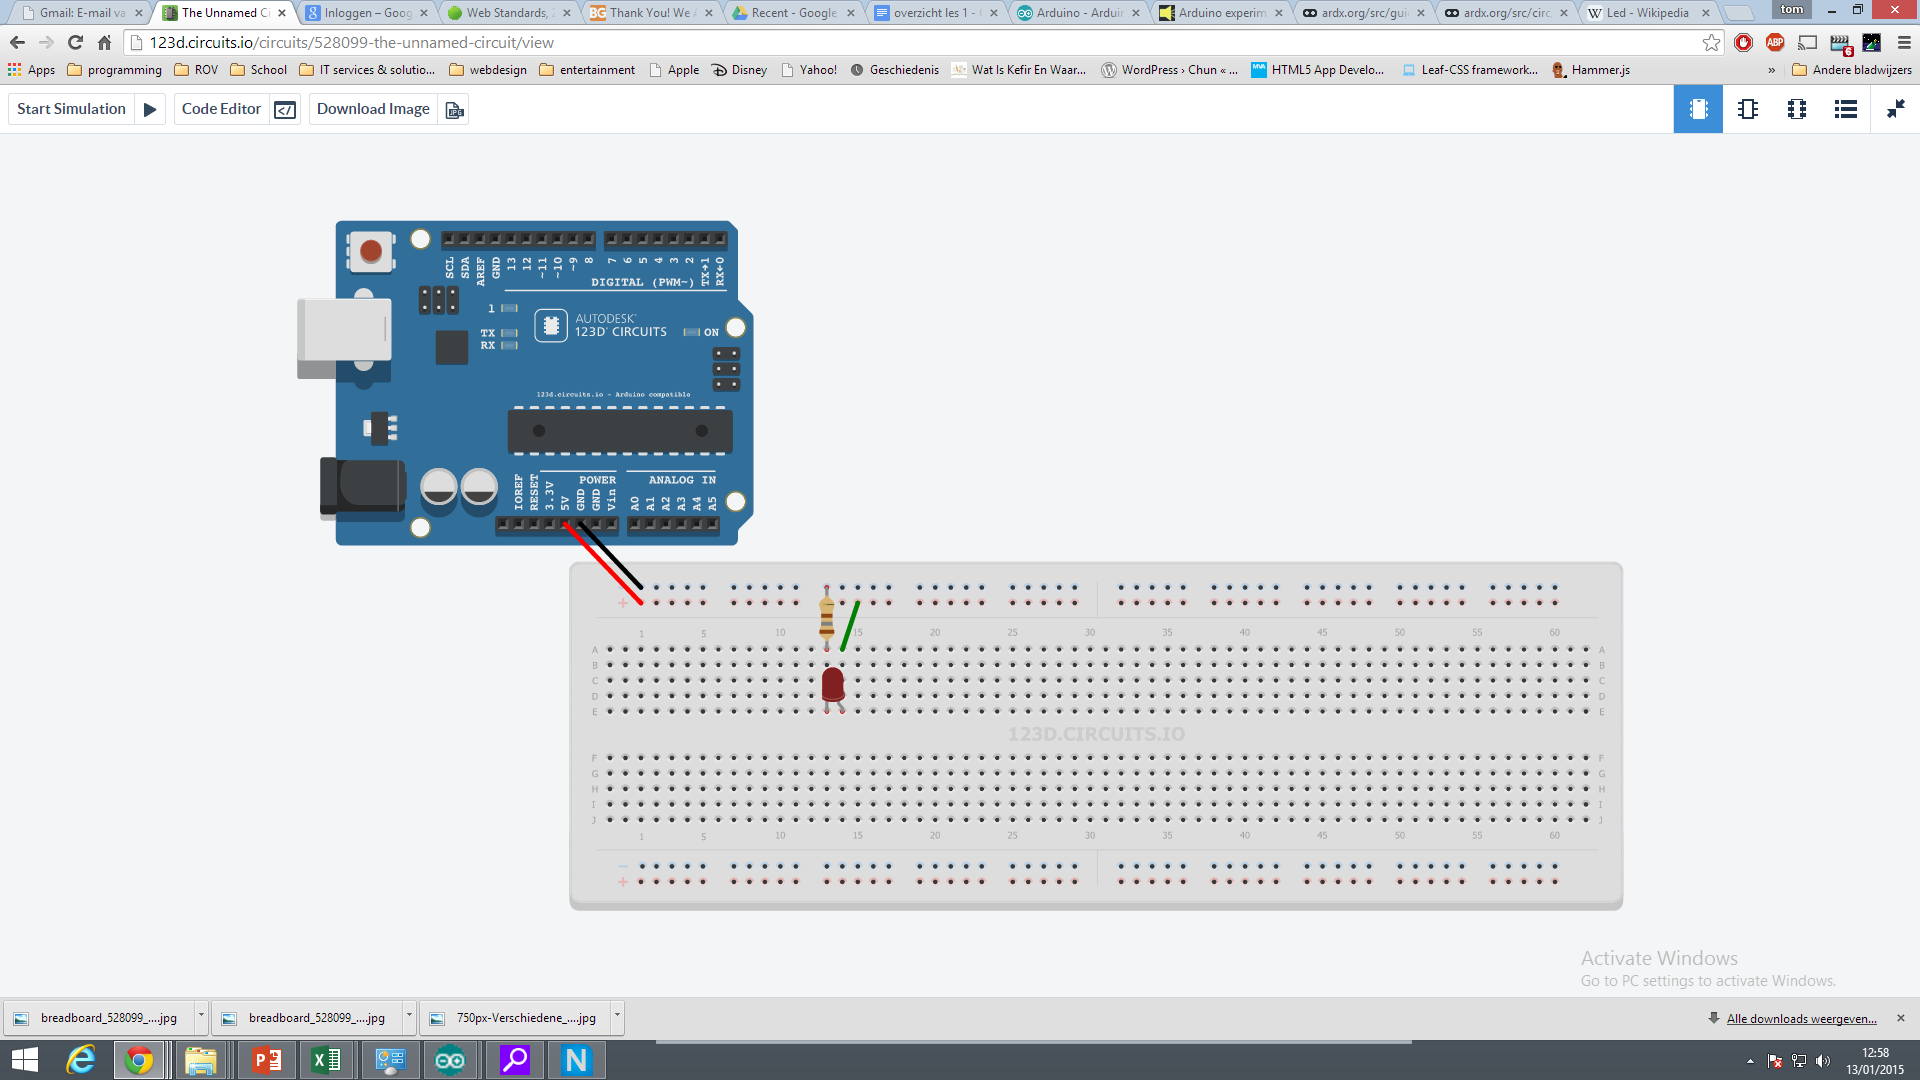 Gmail: E-mail va
The Unnamed Ci
Inloggen – Goog
Web Standards, J
Thank You! We A
Recent - Google
overzicht les 1 - G
Arduino - Arduin
Arduino experim
ardx.org/src/guid
ardx.org/src/circ
Led - Wikipedia
tom
123d.circuits.io/circuits/528099-the-unnamed-circuit/view
ABP
6
Apps
programming
ROV
School
IT services & solutio...
webdesign
entertainment
Apple
Disney
Yahoo!
Geschiedenis
Wat Is Kefir En Waar...
WordPress › Chun « ...
HTML5 App Develo...
Leaf-CSS framework...
Hammer.js
»
Andere bladwijzers
Start Simulation
Code Editor
Download Image
SCL
SDA
AREF
GND
13
12
~11
~10
~9
8
7
6
5
4
3
2
TX→1
RX←0
DIGITAL (PWM~)
1
TX
RX
AUTODESK
123D CIRCUITS
ON
123d.circuits.io - Arduino compatible
POWER
ANALOG IN
IOREF
RESET
3.3V
5V
GND
GND
Vin
A0
A1
A2
A3
A4
A5
+
1 5 10 15 20 25 30 35 40 45 50 55 60
A A
B B
C C
D D
E E
123D.CIRCUITS.IO
F F
G G
H H
I I
J J
1 5 10 15 20 25 30 35 40 45 50 55 60
−
+
Activate Windows
Go to PC settings to activate Windows.
breadboard_528099_....jpg
breadboard_528099_....jpg
750px-Verschiedene_....jpg
Alle downloads weergeven...
12:58
13/01/2015